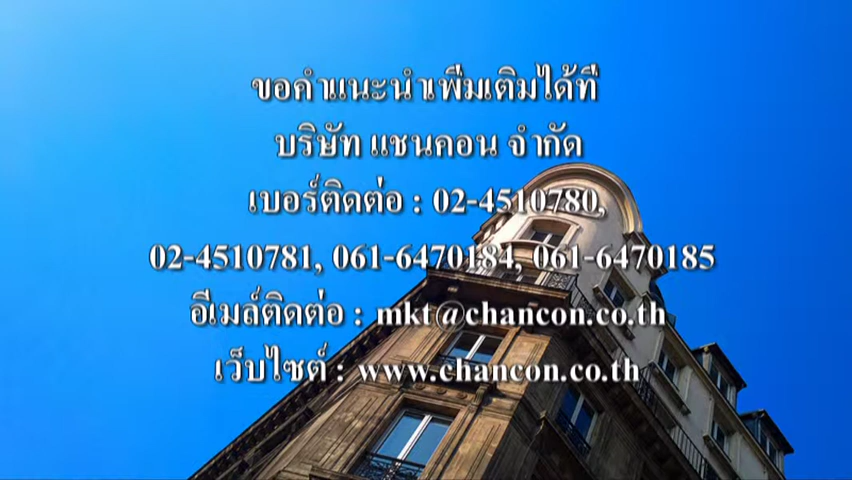 ขอคำแนะนำเพิ่มเติมได้ที่
บริษัท แชนคอน จำกัด
เบอร์ติดต่อ : 02-4510780,
02-4510781, 061-6470184, 061-6470185
อีเมล์ติดต่อ : mkt@chancon.co.th
เว็บไซต์ : www.chancon.co.th